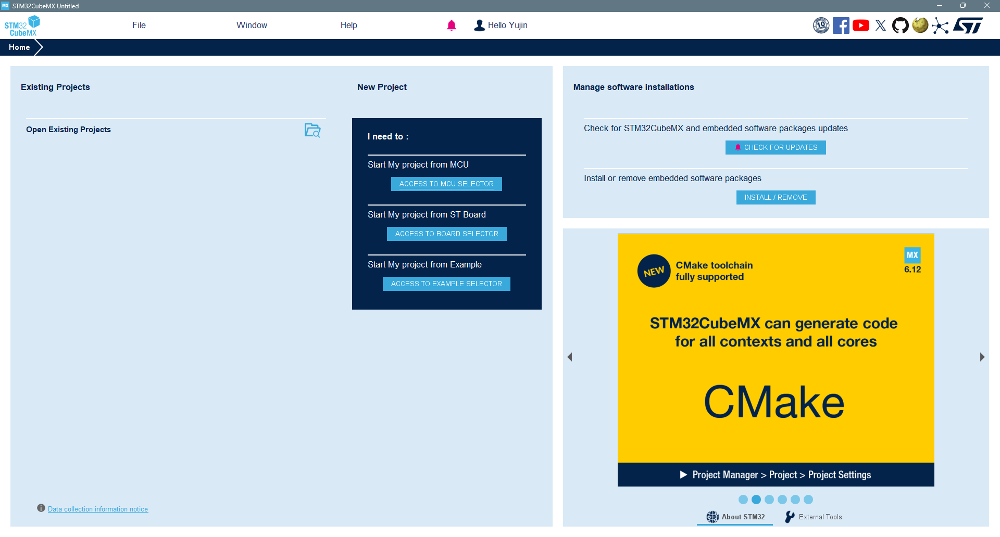 MX STM32CubeMX Untitled
STM32
CubeMX
File
Window
Help
Hello Yujin
10
ST
Home
Existing Projects
Open Existing Projects
Data collection information notice
New Project
I need to :
Start My project from MCU
ACCESS TO MCU SELECTOR
Start My project from ST Board
ACCESS TO BOARD SELECTOR
Start My project from Example
ACCESS TO EXAMPLE SELECTOR
Manage software installations
Check for STM32CubeMX and embedded software packages updates
CHECK FOR UPDATES
Install or remove embedded software packages
INSTALL / REMOVE
NEW
CMake toolchain
fully supported
MX
6.12
STM32CubeMX can generate code
for all contexts and all cores
CMake
Project Manager > Project > Project Settings
About STM32
External Tools